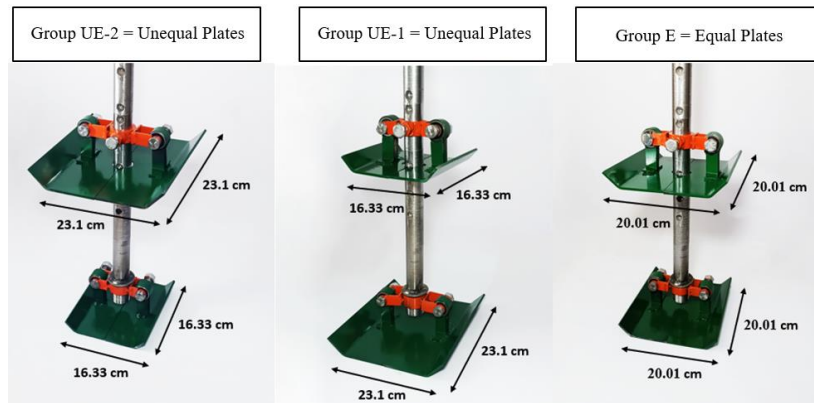 Group UE-2 = Unequal Plates
Group UE-1 = Unequal Plates
Group E = Equal Plates
23.1 cm
23.1 cm
16.33 cm
16.33 cm
16.33 cm
16.33 cm
23.1 cm
23.1 cm
20.01 cm
20.01 cm
20.01 cm
20.01 cm